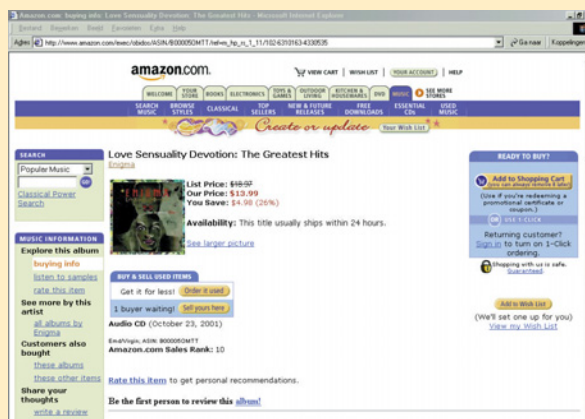 Amazon.com: buying info: Love Sensuality Devotion: The Greatest Hits - Microsoft Internet Explorer
Bestand Bewerken Beeld Favorieten Extra Help
Adres http://www.amazon.com/exec/obidos/ASIN/B00005OMTT/ref=m_hp_rs_1_11/102-6310163-4330535 Ga naar Koppelingen
amazon.com.
VIEW CART | WISH LIST | YOUR ACCOUNT | HELP
WELCOME YOUR STORE BOOKS ELECTRONICS TOYS & GAMES OUTDOOR LIVING KITCHEN & HOUSEWARES DVD MUSIC SEE MORE STORES
SEARCH MUSIC BROWSE STYLES CLASSICAL TOP SELLERS NEW & FUTURE RELEASES FREE DOWNLOADS ESSENTIAL CDs USED MUSIC
Create or update Your Wish List
SEARCH
Popular Music
GO!
Classical Power Search
MUSIC INFORMATION
Explore this album
buying info
listen to samples
rate this item
See more by this artist
all albums by Enigma
Customers also bought
these albums
these other items
Share your thoughts
write a review
Love Sensuality Devotion: The Greatest Hits
Enigma
ENIGMA
List Price: $18.97
Our Price: $13.99
You Save: $4.98 (26%)
Availability: This title usually ships within 24 hours.
See larger picture
BUY & SELL USED ITEMS
Get it for less! Order it used
1 buyer waiting! Sell yours here
Audio CD (October 23, 2001)
Emd/Virgin; ASIN: B00005OMTT
Amazon.com Sales Rank: 10
Rate this item to get personal recommendations.
Be the first person to review this album!
READY TO BUY?
Add to Shopping Cart
(you can always remove it later)
(Use if you're redeeming a promotional certificate or coupon.)
OR USE 1-CLICK
Returning customer?
Sign in to turn on 1-Click ordering.
Shopping with us is safe.
Guaranteed.
Add to Wish List
(We'll set one up for you)
View my Wish List